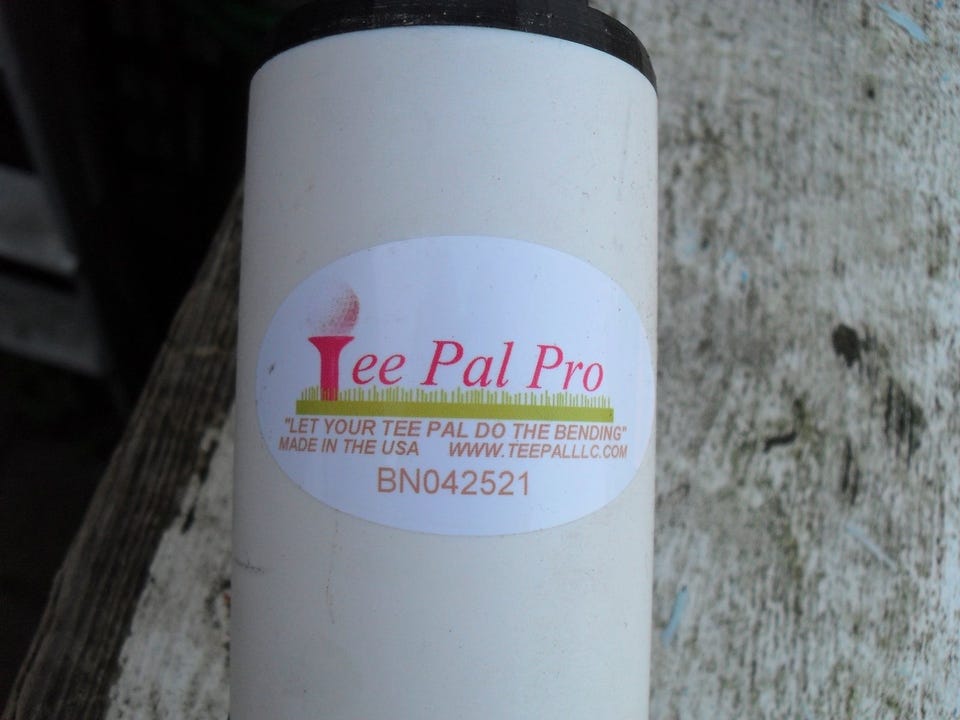 Tee Pal Pro
"LET YOUR TEE PAL DO THE BENDING"
MADE IN THE USA WWW.TEEPALLLC.COM
BN042521